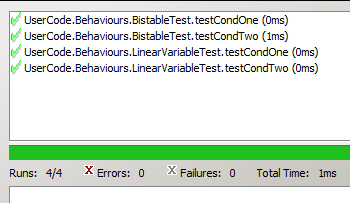 UserCode.Behaviours.BistableTest.testCondOne (0ms)
UserCode.Behaviours.BistableTest.testCondTwo (1ms)
UserCode.Behaviours.LinearVariableTest.testCondOne (0ms)
UserCode.Behaviours.LinearVariableTest.testCondTwo (0ms)
Runs: 4/4 X Errors: 0 X Failures: 0 Total Time: 1ms